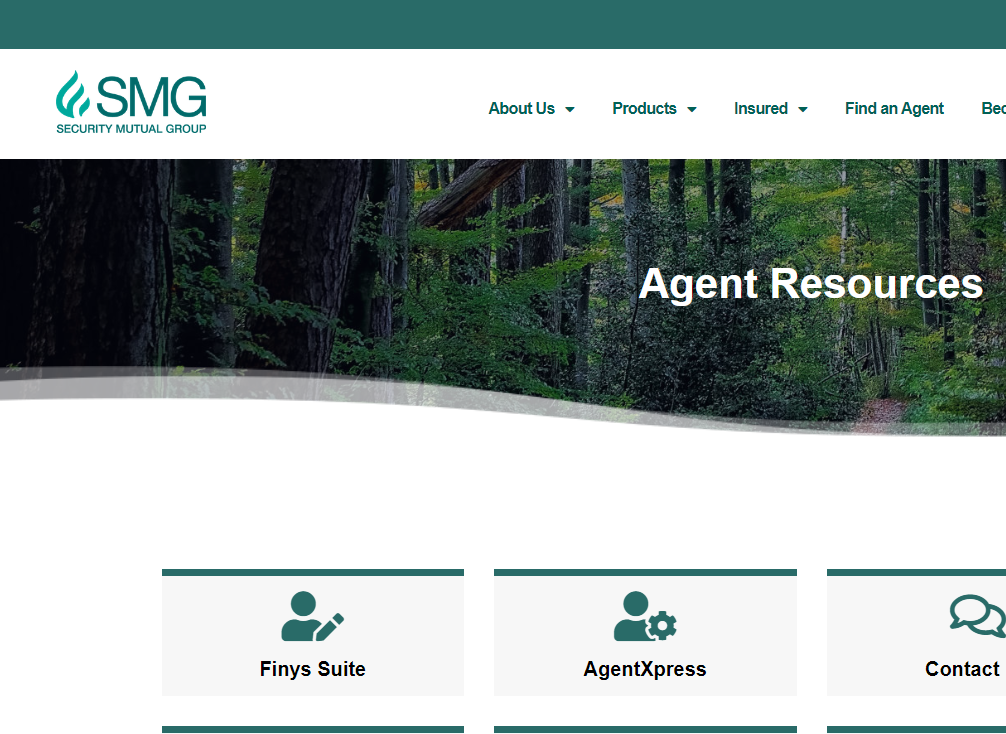 SMG
SECURITY MUTUAL GROUP
About Us
Products
Insured
Find an Agent
Agent Resources
Finys Suite
AgentXpress
Contact